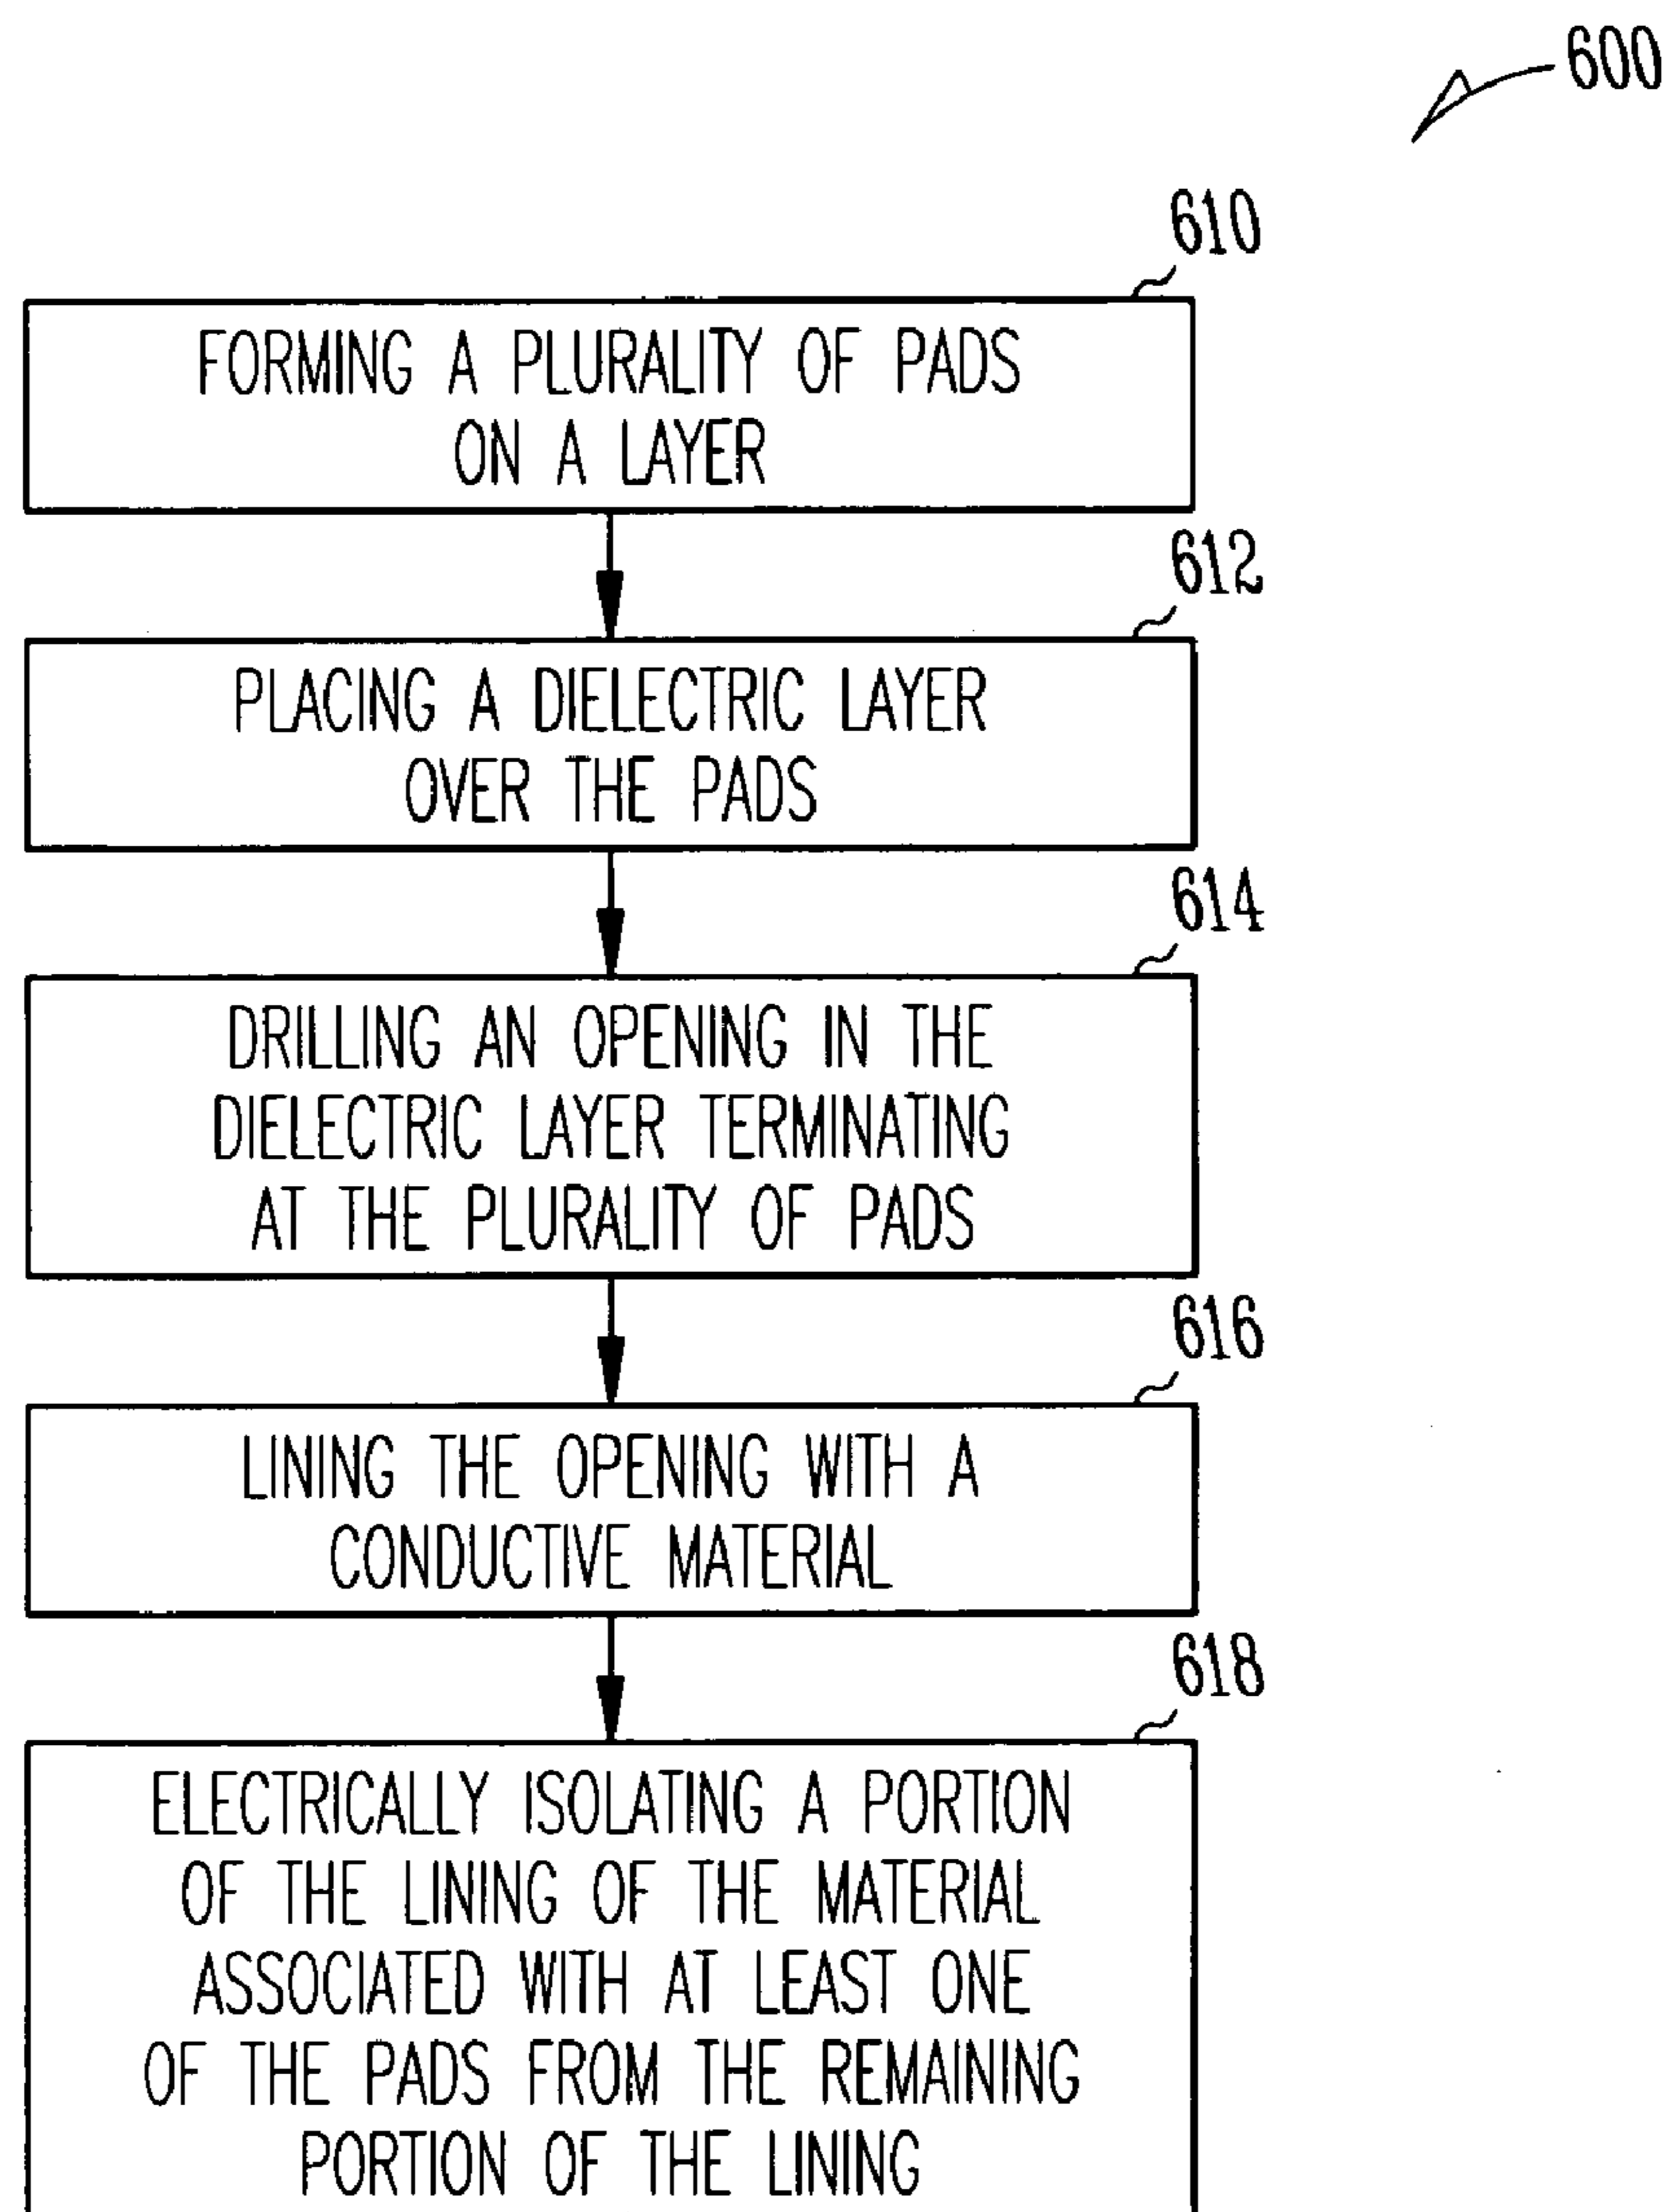 600
610
FORMING A PLURALITY OF PADS
ON A LAYER
612
PLACING A DIELECTRIC LAYER
OVER THE PADS
614
DRILLING AN OPENING IN THE
DIELECTRIC LAYER TERMINATING
AT THE PLURALITY OF PADS
616
LINING THE OPENING WITH A
CONDUCTIVE MATERIAL
618
ELECTRICALLY ISOLATING A PORTION
OF THE LINING OF THE MATERIAL
ASSOCIATED WITH AT LEAST ONE
OF THE PADS FROM THE REMAINING
PORTION OF THE LINING